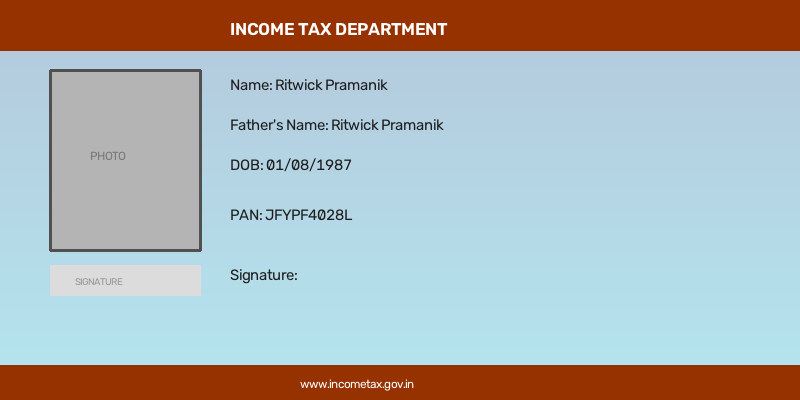 INCOME TAX DEPARTMENT
Name: Ritwick Pramanik
Father's Name: Ritwick Pramanik
DOB: 01/08/1987
PHOTO
PAN: JFYPF4028L
Signature:
SIGNATURE
www.incometax.gov.in